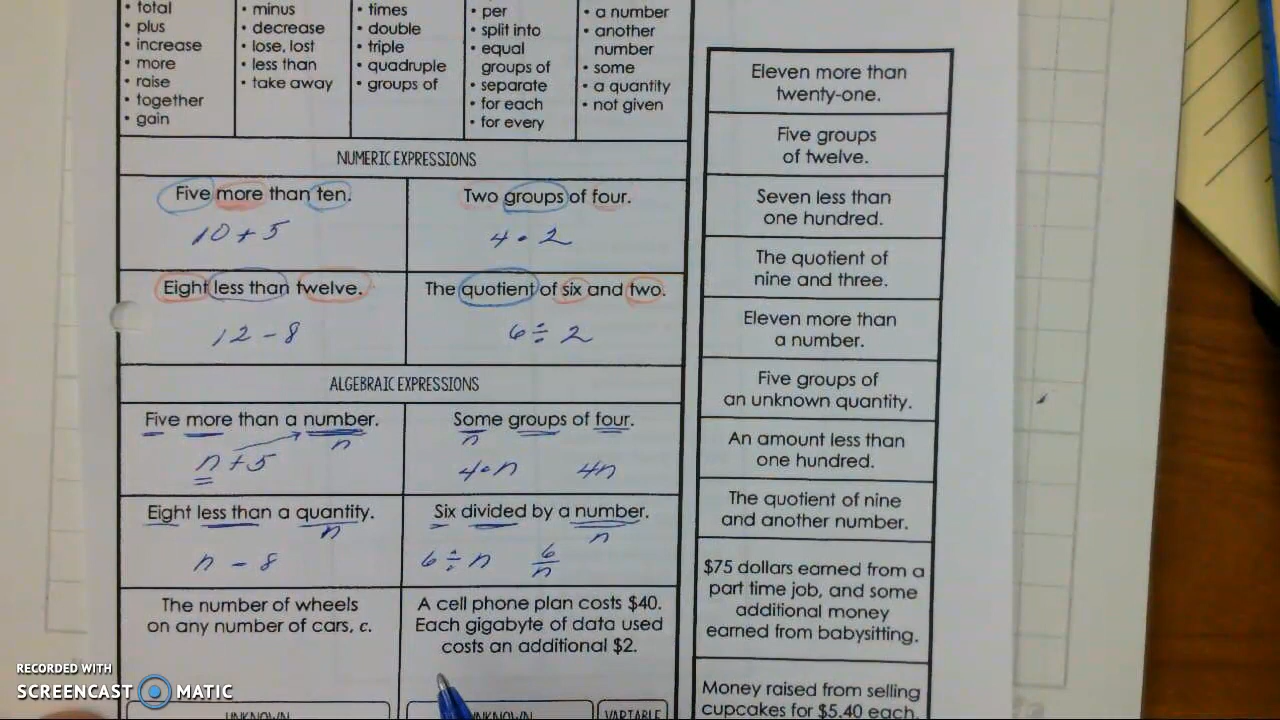 • total
• plus
• increase
• more
• raise
• together
• gain
• minus
• decrease
• lose, lost
• less than
• take away
• times
• double
• triple
• quadruple
• groups of
• per
• split into
• equal
groups of
• separate
• for each
• for every
• a number
• another
number
• some
• a quantity
• not given
NUMERIC EXPRESSIONS
Five more than ten.
10 + 5
Two groups of four.
4 • 2
Eight less than twelve.
12 - 8
The quotient of six and two.
6 ÷ 2
ALGEBRAIC EXPRESSIONS
Five more than a number.
n
n + 5
Some groups of four.
n
4•n 4n
Eight less than a quantity.
n
n - 8
Six divided by a number.
n
6 ÷ n 6/n
The number of wheels
on any number of cars, c.
A cell phone plan costs $40.
Each gigabyte of data used
costs an additional $2.
UNKNOWN
UNKNOWN
VARIABLE
Eleven more than
twenty-one.
Five groups
of twelve.
Seven less than
one hundred.
The quotient of
nine and three.
Eleven more than
a number.
Five groups of
an unknown quantity.
An amount less than
one hundred.
The quotient of nine
and another number.
$75 dollars earned from a
part time job, and some
additional money
earned from babysitting.
Money raised from selling
cupcakes for $5.40 each.
RECORDED WITH
SCREENCAST MATIC